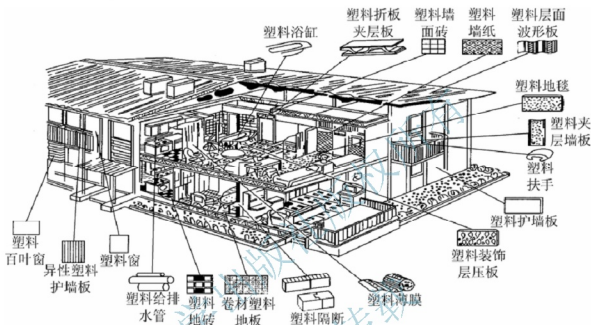 塑料浴缸
塑料折板
夹层板
塑料墙
面砖
塑料
墙纸
塑料层面
波形板
塑料地毯
塑料夹
层墙板
塑料
扶手
塑料护墙板
塑料装饰
层压板
塑料
百叶窗
异性塑料
护墙板
塑料窗
塑料给排
水管
塑料
地砖
卷材塑料
地板
塑料隔断
塑料薄膜